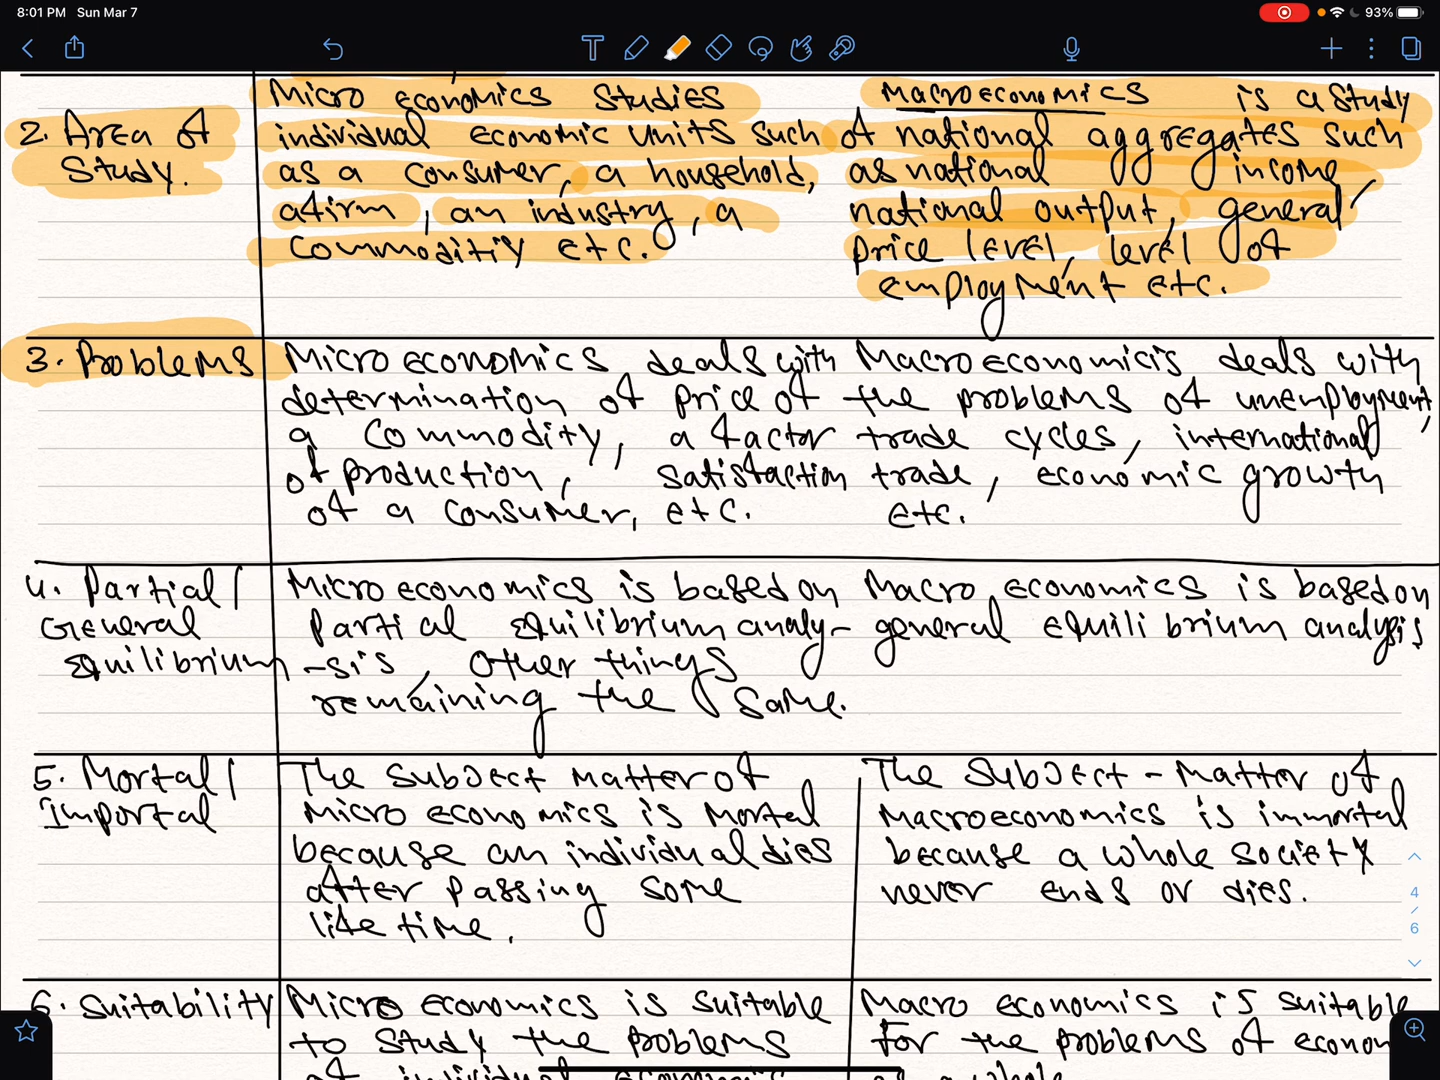 8:01 PM Sun Mar 7
93%
Micro economics studies
Macroeconomics is a study
2. Area of
individual economic units such
of national aggregates such
Study.
as a consumer, a household,
as national income
a firm, an industry, a
national output, general
commoditiy etc.
price level, level of
employment etc.
3. Problems
Micro economics deals with
Macroeconomicis deals with
determination of price of
the problems of unemployment,
a commodity, a factor
trade cycles, international
of production, satisfaction
trade, economic growth
of a consumer, etc.
etc.
4. Partial/
Micro economics is based on
Macro economics is based on
General
partial equilibrium analy-
general equilibrium analysis
equilibrium
-sis, other things
remaining the same.
5. Mortal/
The subject matter of
The subject-matter of
Importal
Micro economics is mortal
Macroeconomics is immortal
because an individual dies
because a whole society
after passing some
never ends or dies.
life time.
4
/
6
6. Suitability
Micro economics is suitable
Macro economics is suitable
to study the problems
for the problems of econom
of individual economic
as a whole